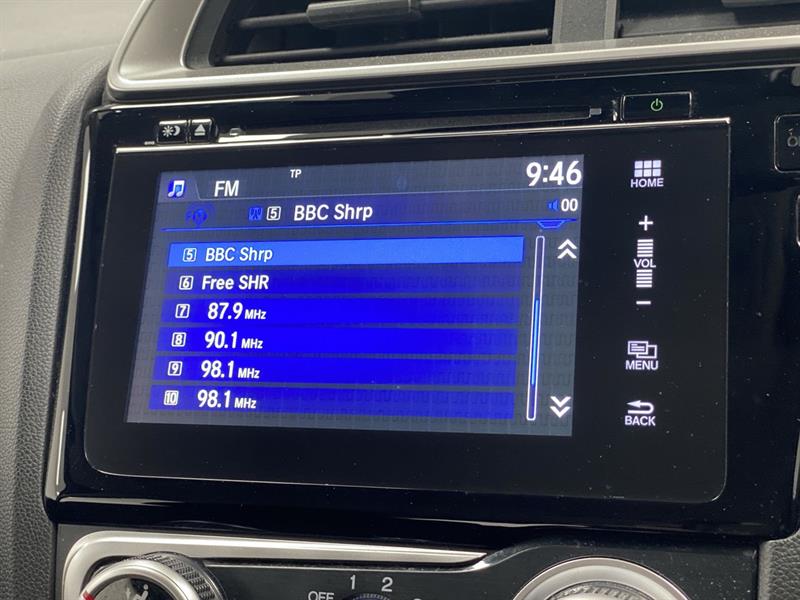 TP
FM
9:46
5 BBC Shrp
00
5 BBC Shrp
6 Free SHR
7 87.9 MHz
8 90.1 MHz
9 98.1 MHz
10 98.1 MHz
HOME
+
VOL
−
MENU
BACK
OFF 1 2